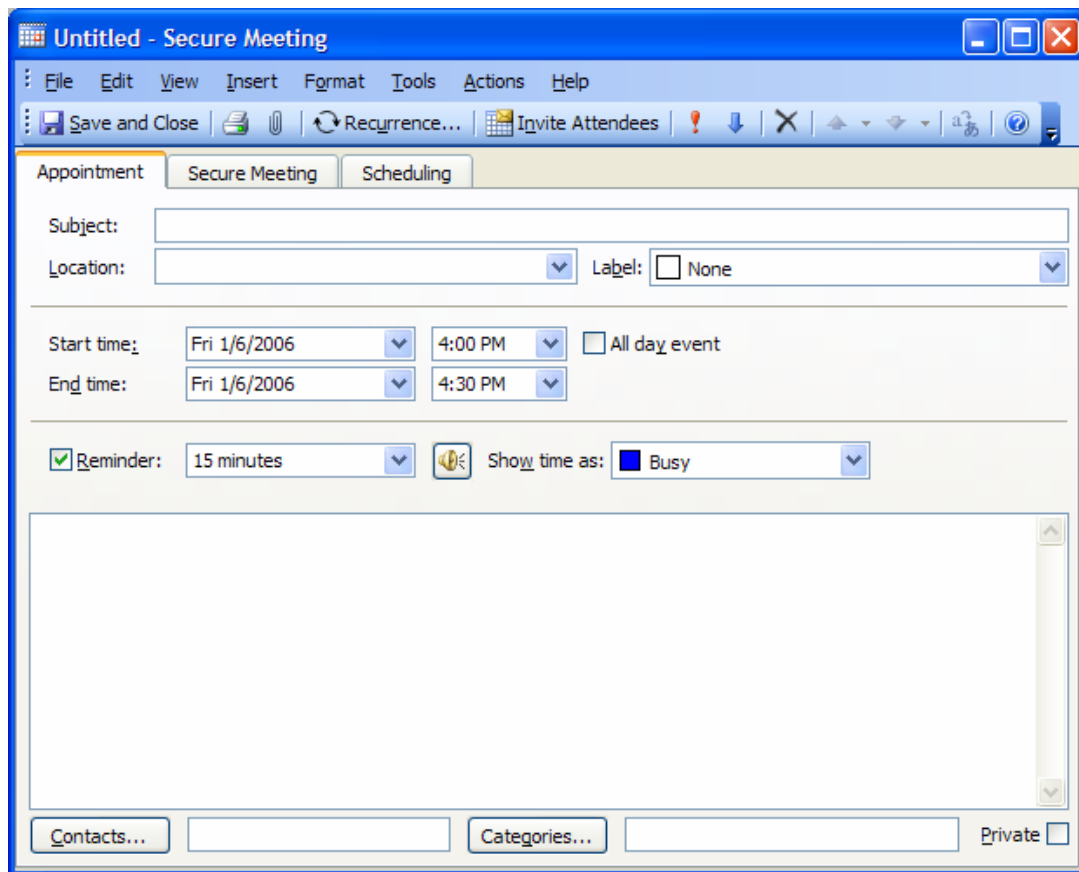 Untitled - Secure Meeting
File Edit View Insert Format Tools Actions Help
Save and Close Recurrence... Invite Attendees
Appointment Secure Meeting Scheduling
Subject:
Location: Label: None
Start time: Fri 1/6/2006 4:00 PM All day event
End time: Fri 1/6/2006 4:30 PM
Reminder: 15 minutes Show time as: Busy
Contacts... Categories... Private